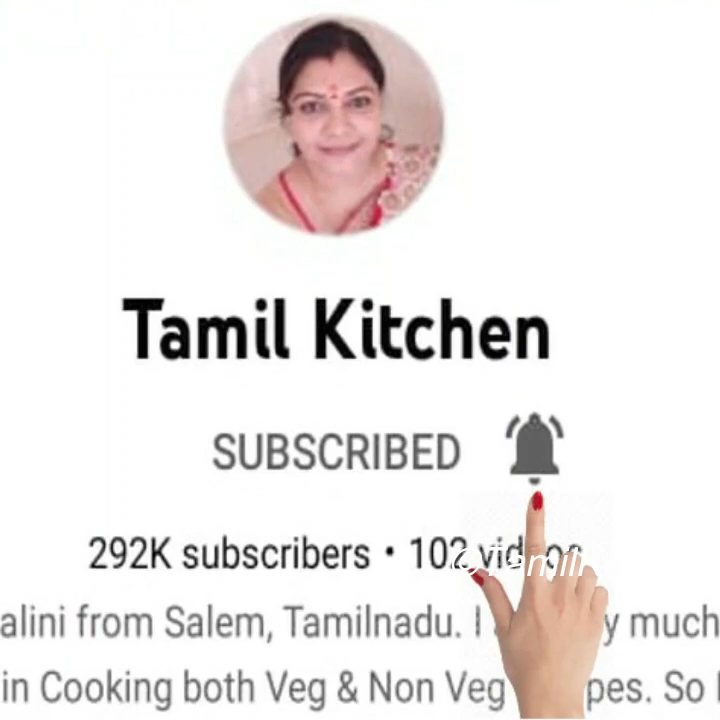 Tamil Kitchen
SUBSCRIBED
292K subscribers • 102
©Tamil
alini from Salem, Tamilnadu. I y much
in Cooking both Veg & Non Veg pes. So